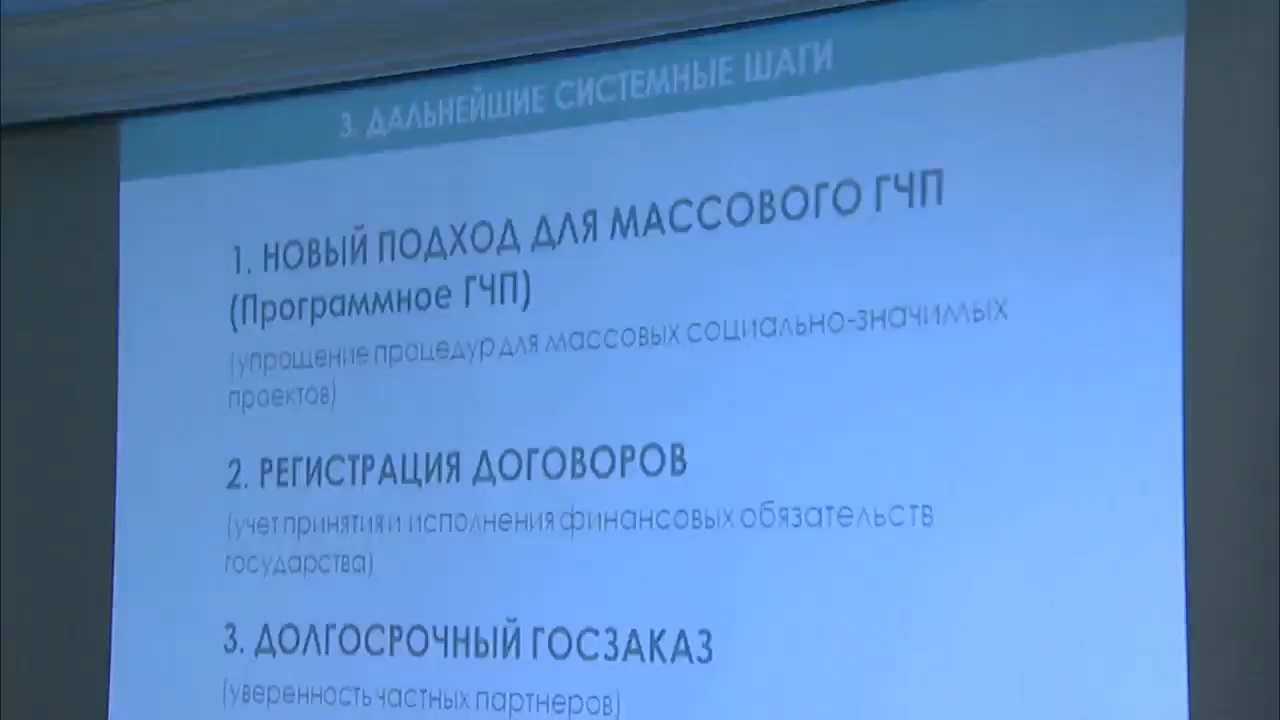 3. ДАЛЬНЕЙШИЕ СИСТЕМНЫЕ ШАГИ
1. НОВЫЙ ПОДХОД ДЛЯ МАССОВОГО ГЧП
(Программное ГЧП)
(упрощение процедур для массовых социально-значимых
проектов)
2. РЕГИСТРАЦИЯ ДОГОВОРОВ
(учет принятия и исполнения финансовых обязательств
государства)
3. ДОЛГОСРОЧНЫЙ ГОСЗАКАЗ
(уверенность частных партнеров)